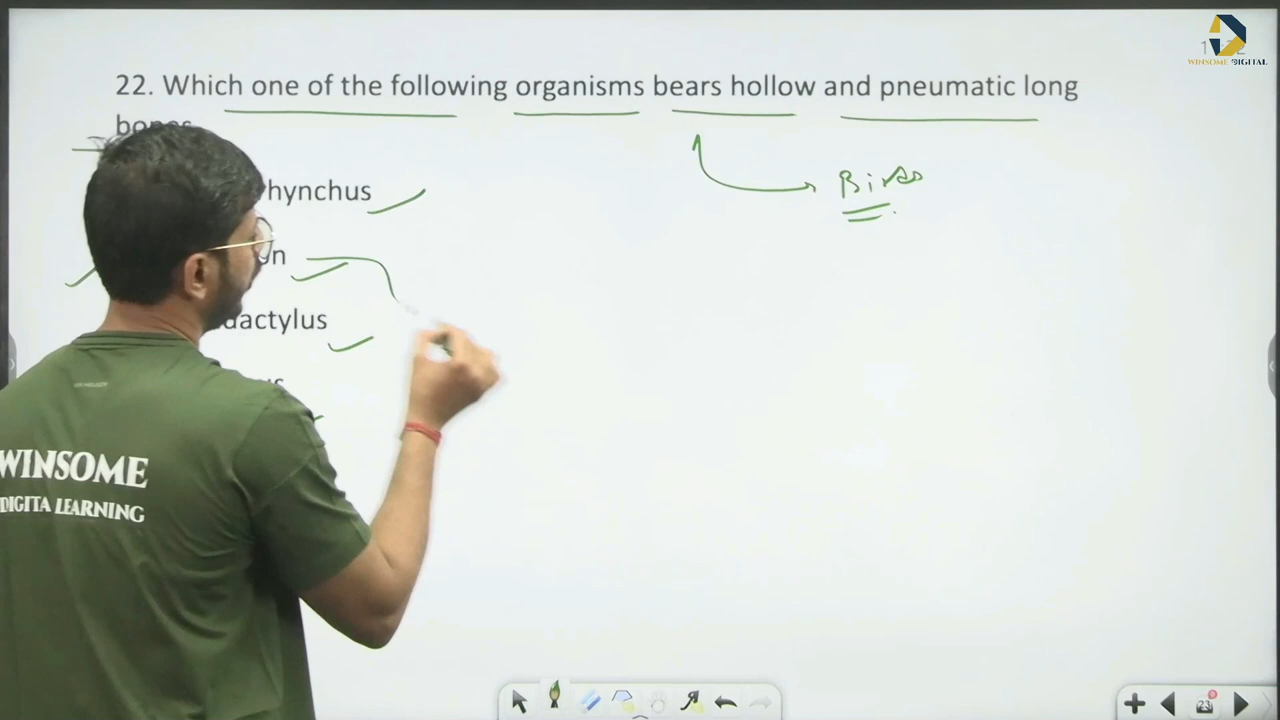 22. Which one of the following organisms bears hollow and pneumatic long
bones
hynchus
Birds
dactylus
WINSOME
DIGITA LEARNING
WINSOME DIGITAL
23